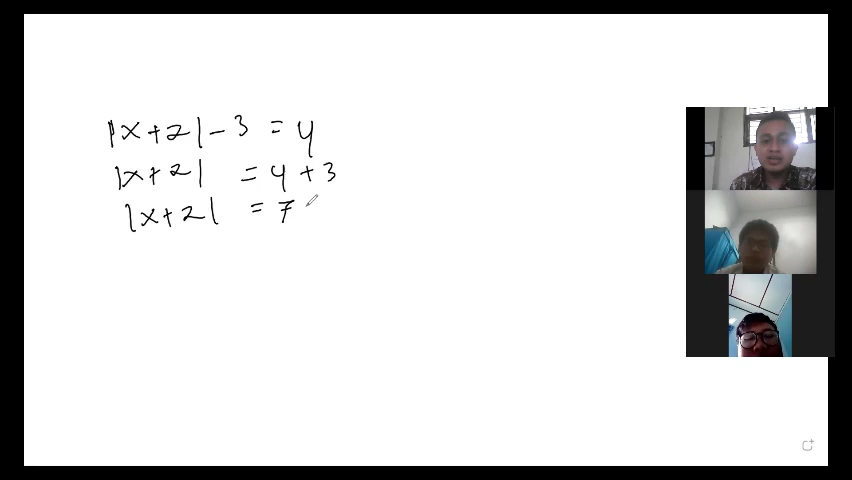 |x+2|-3 = 4
|x+2| = 4+3
|x+2| = 7